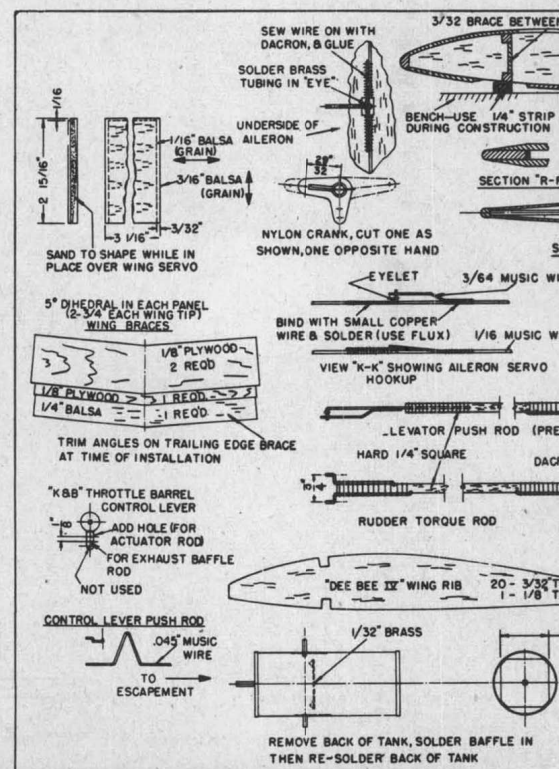 SEW WIRE ON WITH
DACRON, & GLUE
SOLDER BRASS
TUBING IN "EYE"
UNDERSIDE OF
AILERON
3/32 BRACE BETWEEN
BENCH-USE 1/4" STRIP
DURING CONSTRUCTION
SECTION "R-
1/16
2 15/16"
1/16" BALSA
(GRAIN)
3/16" BALSA
(GRAIN)
3/32"
3 1/16"
SAND TO SHAPE WHILE IN
PLACE OVER WING SERVO
29"
32
NYLON CRANK, CUT ONE AS
SHOWN, ONE OPPOSITE HAND
EYELET
3/64 MUSIC WI
BIND WITH SMALL COPPER
WIRE & SOLDER (USE FLUX)
1/16 MUSIC W
VIEW "K-K" SHOWING AILERON SERVO
HOOKUP
5° DIHEDRAL IN EACH PANEL
(2-3/4" EACH WING TIP)
WING BRACES
1/8" PLYWOOD
2 REQ'D
1/8" PLYWOOD
1 REQ'D
1/4" BALSA
1 REQ'D
TRIM ANGLES ON TRAILING EDGE BRACE
AT TIME OF INSTALLATION
LEVATOR PUSH ROD (PRE
HARD 1/4" SQUARE
DAC
3"
4
RUDDER TORQUE ROD
"K&B" THROTTLE BARREL
CONTROL LEVER
ADD HOLE (FOR
ACTUATOR ROD)
FOR EXHAUST BAFFLE
ROD
NOT USED
"DEE BEE IV" WING RIB
20 - 3/32" T
1 - 1/8" T
CONTROL LEVER PUSH ROD
.045" MUSIC
WIRE
TO
ESCAPEMENT
1/32" BRASS
REMOVE BACK OF TANK, SOLDER BAFFLE IN
THEN RE-SOLDER BACK OF TANK